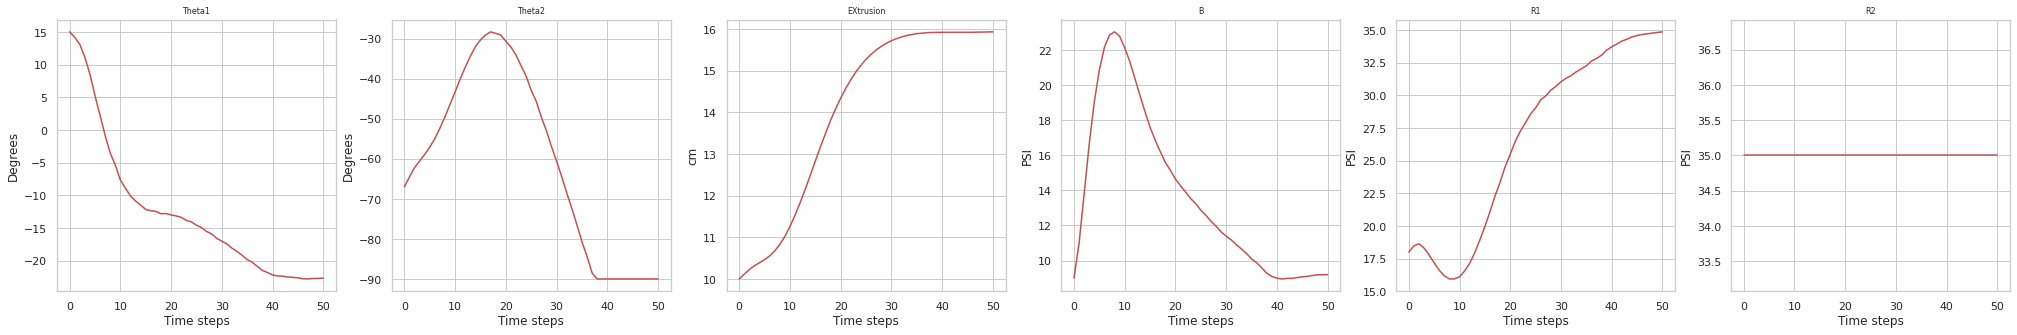 Theta1
Degrees
15
10
5
0
−5
−10
−15
−20
0 10 20 30 40 50
Time steps
Theta2
Degrees
−30
−40
−50
−60
−70
−80
−90
0 10 20 30 40 50
Time steps
EXtrusion
cm
16
15
14
13
12
11
10
0 10 20 30 40 50
Time steps
B
PSI
22
20
18
16
14
12
10
0 10 20 30 40 50
Time steps
R1
PSI
35.0
32.5
30.0
27.5
25.0
22.5
20.0
17.5
15.0
0 10 20 30 40 50
Time steps
R2
PSI
36.5
36.0
35.5
35.0
34.5
34.0
33.5
0 10 20 30 40 50
Time steps